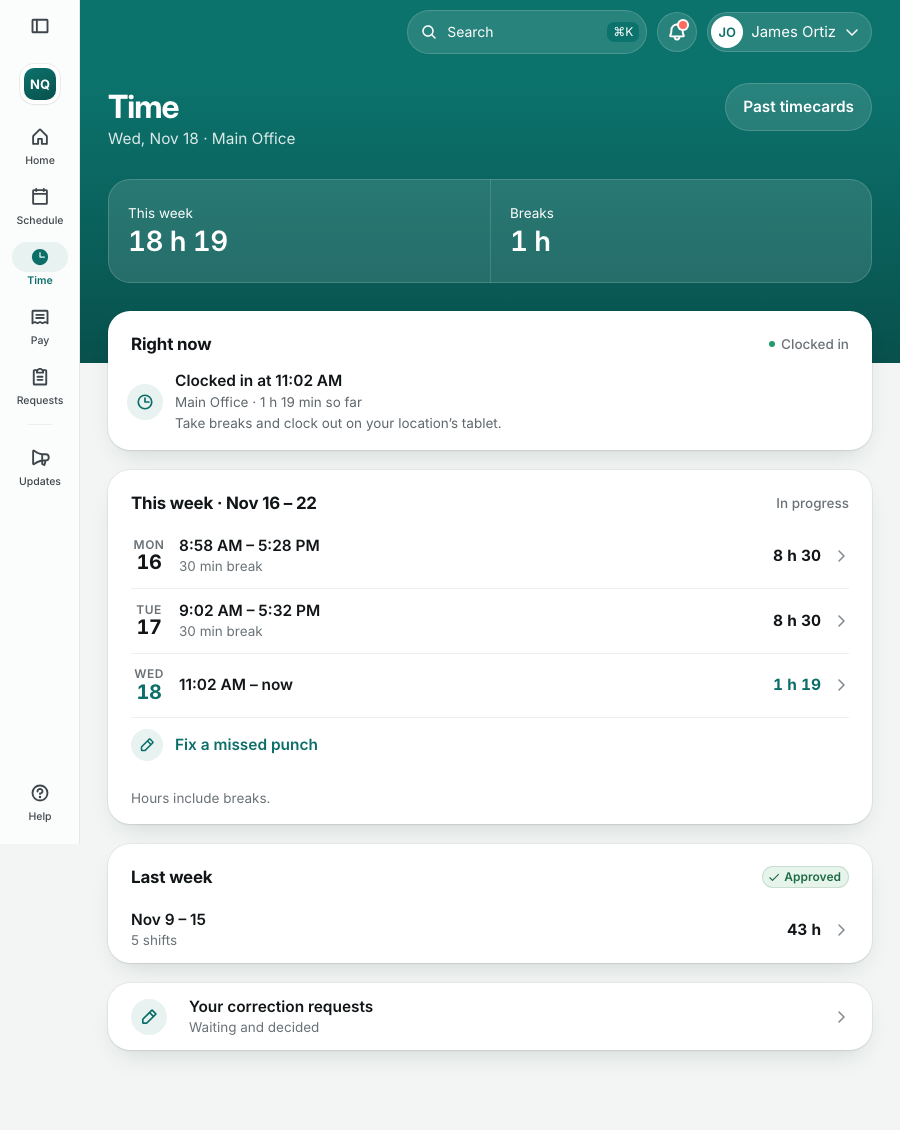 Search
⌘K
JO
James Ortiz
NQ
Home
Schedule
Time
Pay
Requests
Updates
Help
Time
Wed, Nov 18 · Main Office
Past timecards
This week
18 h 19
Breaks
1 h
Right now
Clocked in
Clocked in at 11:02 AM
Main Office · 1 h 19 min so far
Take breaks and clock out on your location’s tablet.
This week · Nov 16 – 22
In progress
MON
16
8:58 AM – 5:28 PM
30 min break
8 h 30
TUE
17
9:02 AM – 5:32 PM
30 min break
8 h 30
WED
18
11:02 AM – now
1 h 19
Fix a missed punch
Hours include breaks.
Last week
Approved
Nov 9 – 15
5 shifts
43 h
Your correction requests
Waiting and decided